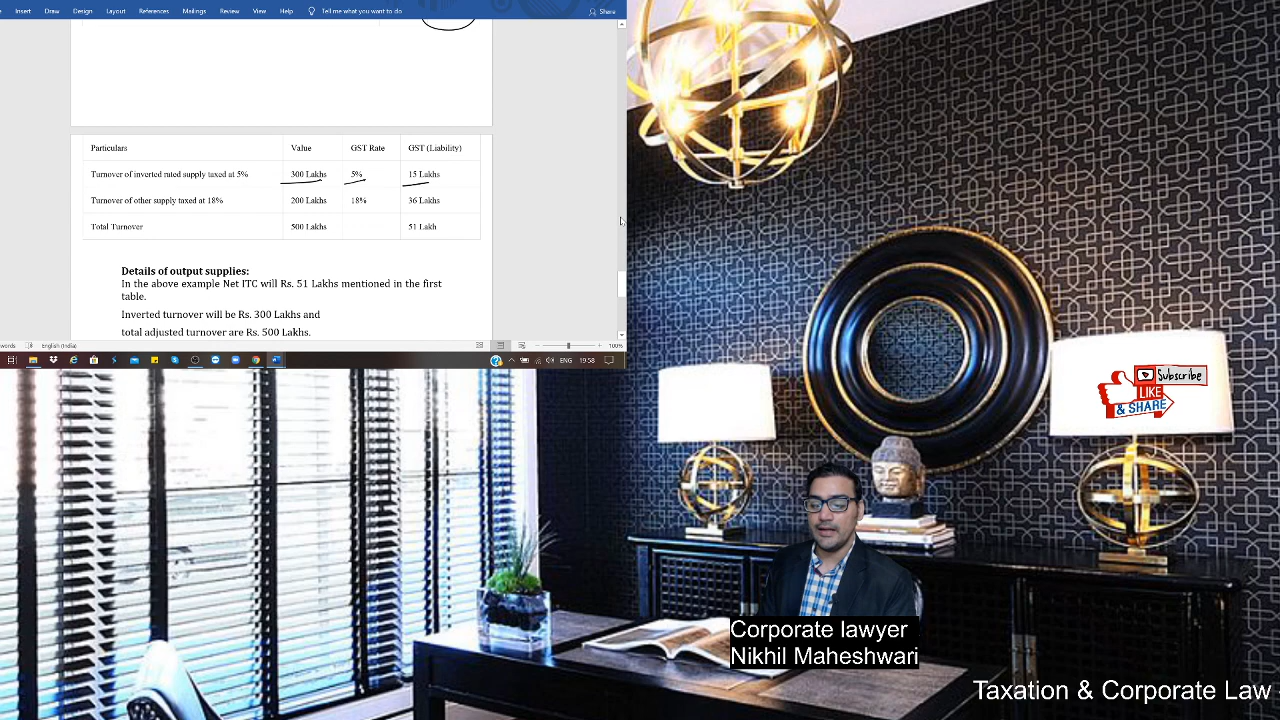 Insert Draw Design Layout References Mailings Review View Help Tell me what you want to do Share
Particulars Value GST Rate GST (Liability)
Turnover of inverted rated supply taxed at 5% 300 Lakhs 5% 15 Lakhs
Turnover of other supply taxed at 18% 200 Lakhs 18% 36 Lakhs
Total Turnover 500 Lakhs 51 Lakh
Details of output supplies:
In the above example Net ITC will Rs. 51 Lakhs mentioned in the first
table.
Inverted turnover will be Rs. 300 Lakhs and
total adjusted turnover are Rs. 500 Lakhs.
words English (India) 100%
ENG 19:58
Subscribe
LIKE
& SHARE
Corporate lawyer
Nikhil Maheshwari
Taxation & Corporate Law